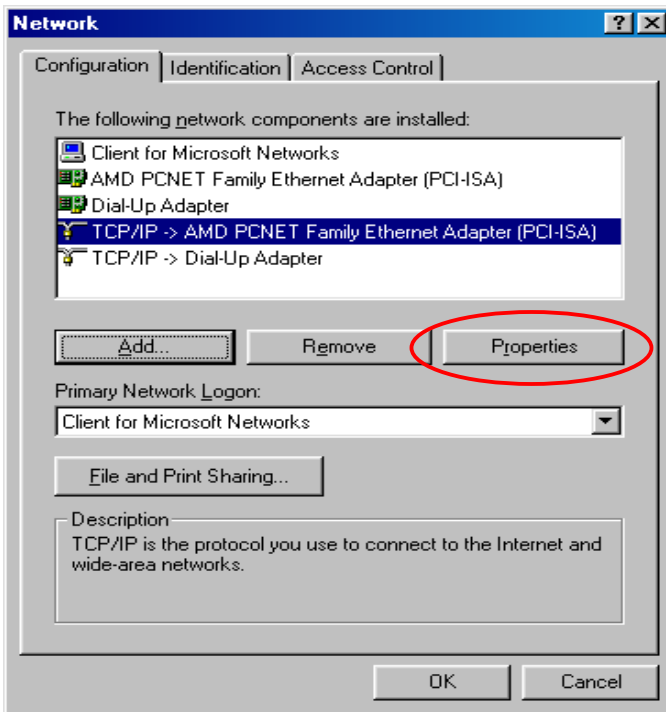 Network
Configuration Identification Access Control
The following network components are installed:
Client for Microsoft Networks
AMD PCNET Family Ethernet Adapter (PCI-ISA)
Dial-Up Adapter
TCP/IP -> AMD PCNET Family Ethernet Adapter (PCI-ISA)
TCP/IP -> Dial-Up Adapter
Add... Remove Properties
Primary Network Logon:
Client for Microsoft Networks
File and Print Sharing...
Description
TCP/IP is the protocol you use to connect to the Internet and
wide-area networks.
OK Cancel